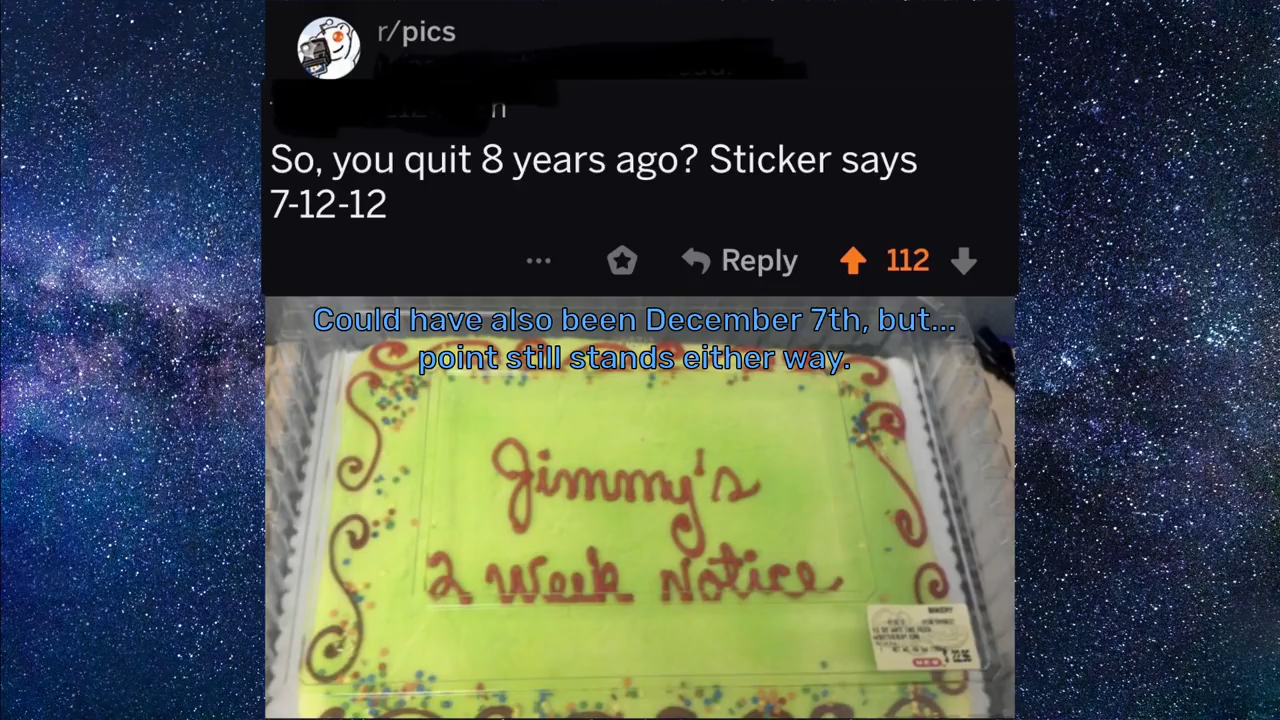 r/pics
So, you quit 8 years ago? Sticker says
7-12-12
... Reply 112
Could have also been December 7th, but...
point still stands either way.
Jimmy's
2 Week Notice
BAKERY
H-E-B